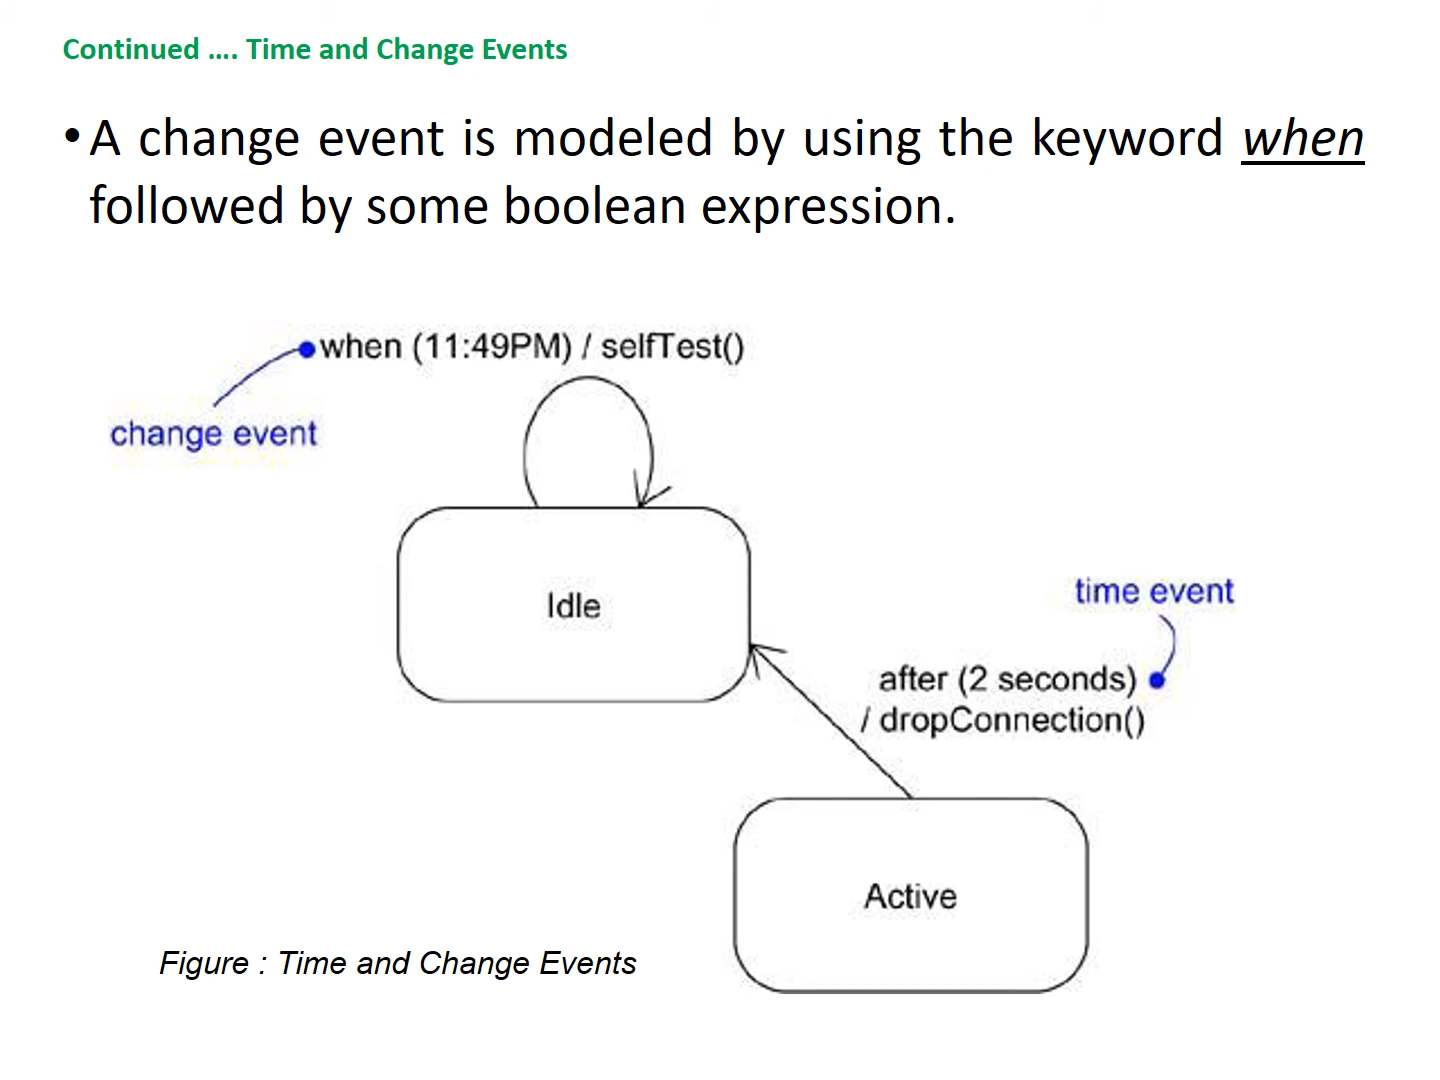 Continued .... Time and Change Events
•A change event is modeled by using the keyword when
followed by some boolean expression.
when (11:49PM) / selfTest()
change event
Idle
time event
after (2 seconds)
/ dropConnection()
Active
Figure : Time and Change Events